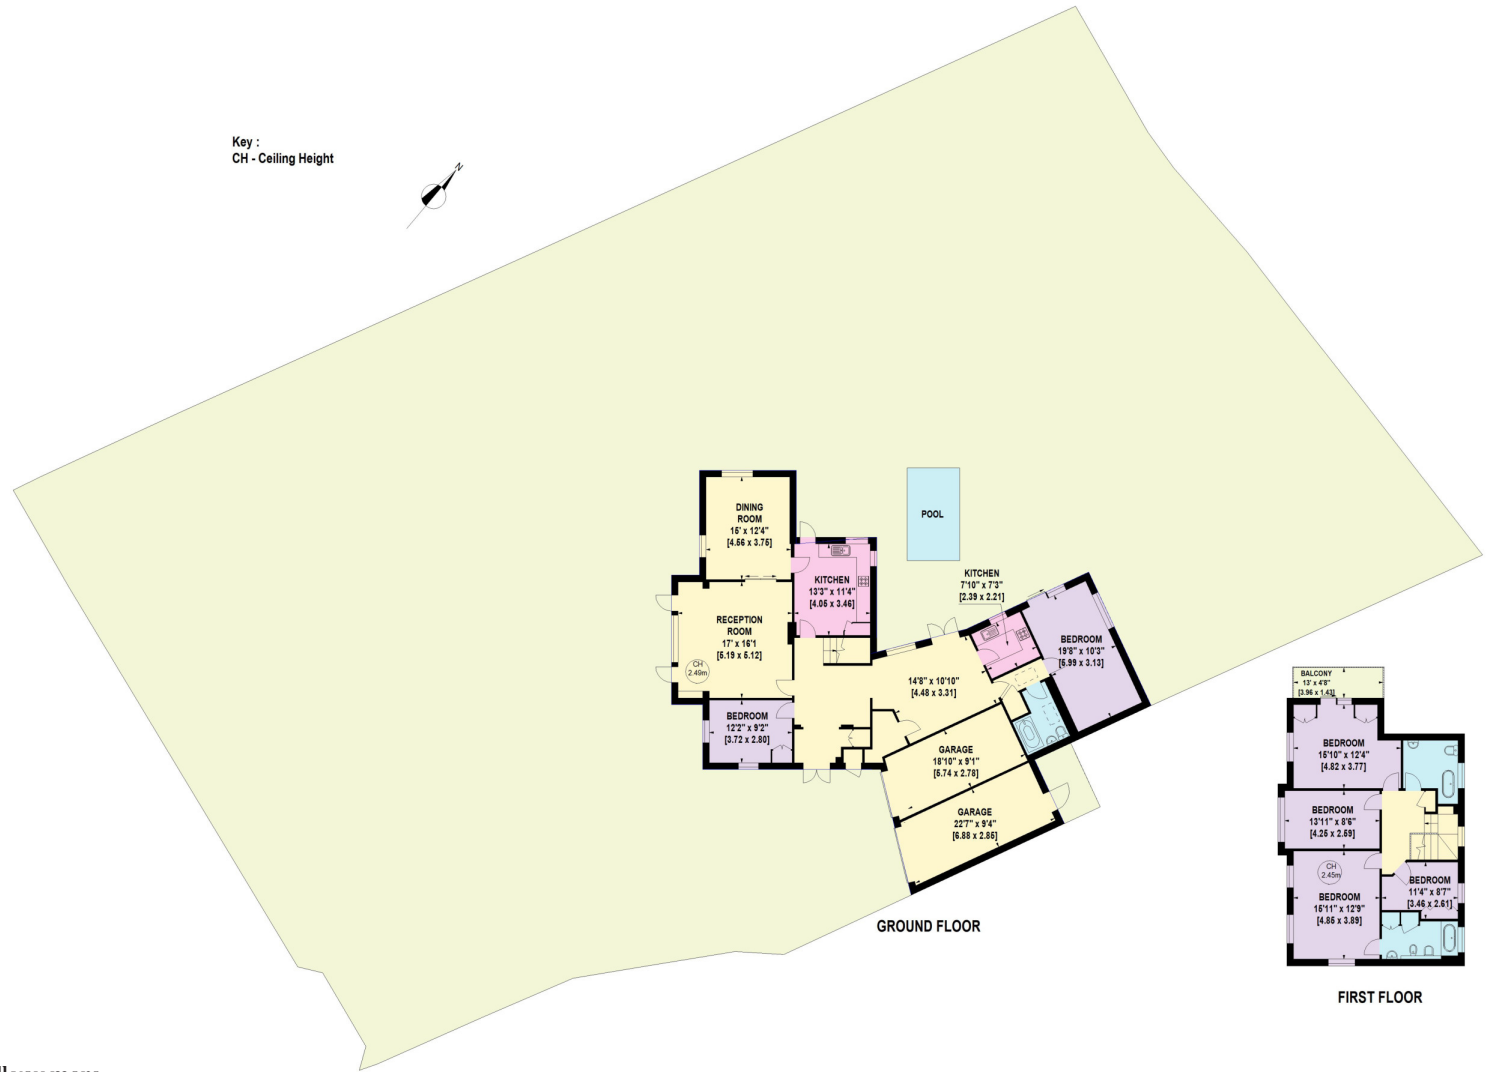 Key :
CH - Ceiling Height
N
DINING
ROOM
15' x 12'4"
[4.56 x 3.75]
POOL
KITCHEN
13'3" x 11'4"
[4.05 x 3.46]
KITCHEN
7'10" x 7'3"
[2.39 x 2.21]
RECEPTION
ROOM
17' x 16'1
[5.19 x 5.12]
CH
2.49m
BEDROOM
19'8" x 10'3"
[5.99 x 3.13]
14'8" x 10'10"
[4.48 x 3.31]
BEDROOM
12'2" x 9'2"
[3.72 x 2.80]
GARAGE
18'10" x 9'1"
[5.74 x 2.78]
GARAGE
22'7" x 9'4"
[6.88 x 2.85]
GROUND FLOOR
BALCONY
13' x 4'8"
[3.96 x 1.43]
BEDROOM
15'10" x 12'4"
[4.82 x 3.77]
BEDROOM
13'11" x 8'6"
[4.25 x 2.59]
CH
2.45m
BEDROOM
11'4" x 8'7"
[3.46 x 2.61]
BEDROOM
15'11" x 12'9"
[4.85 x 3.89]
FIRST FLOOR